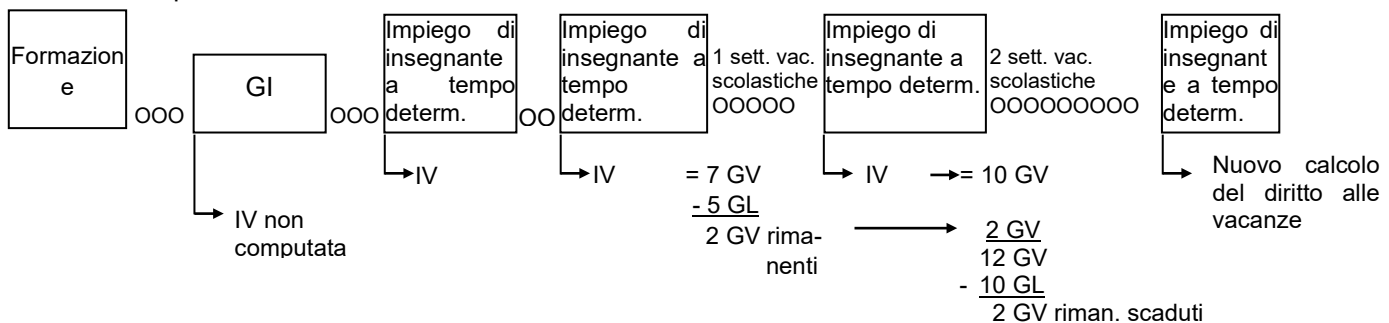 Formazion
e
OOO
GI
OOO
Impiego di
insegnante
a tempo
determ.
OO
Impiego di
insegnante a
tempo
determ.
1 sett. vac.
scolastiche
OOOOO
Impiego di
insegnante a
tempo determ.
2 sett. vac.
scolastiche
OOOOOOOOO
Impiego di
insegnant
e a tempo
determ.
IV non
computata
IV
IV
= 7 GV
- 5 GL
2 GV rima-
nenti
IV
= 10 GV
2 GV
12 GV
- 10 GL
2 GV riman. scaduti
Nuovo calcolo
del diritto alle
vacanze